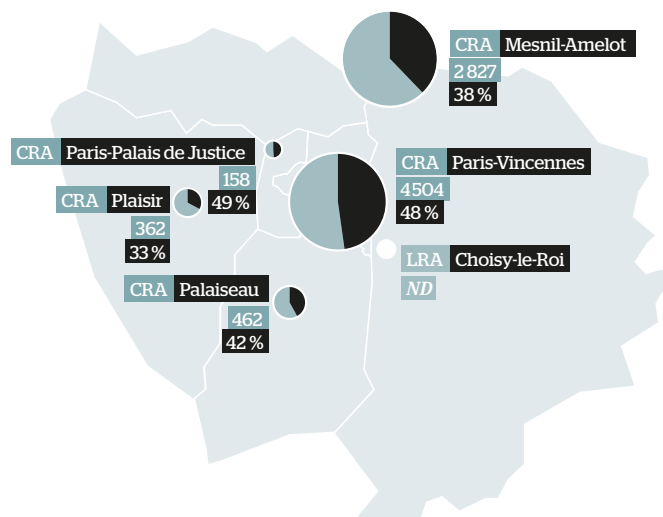 CRA Mesnil-Amelot
2 827
38 %
CRA Paris-Palais de Justice
158
49 %
CRA Paris-Vincennes
4504
48 %
CRA Plaisir
362
33 %
LRA Choisy-le-Roi
ND
CRA Palaiseau
462
42 %